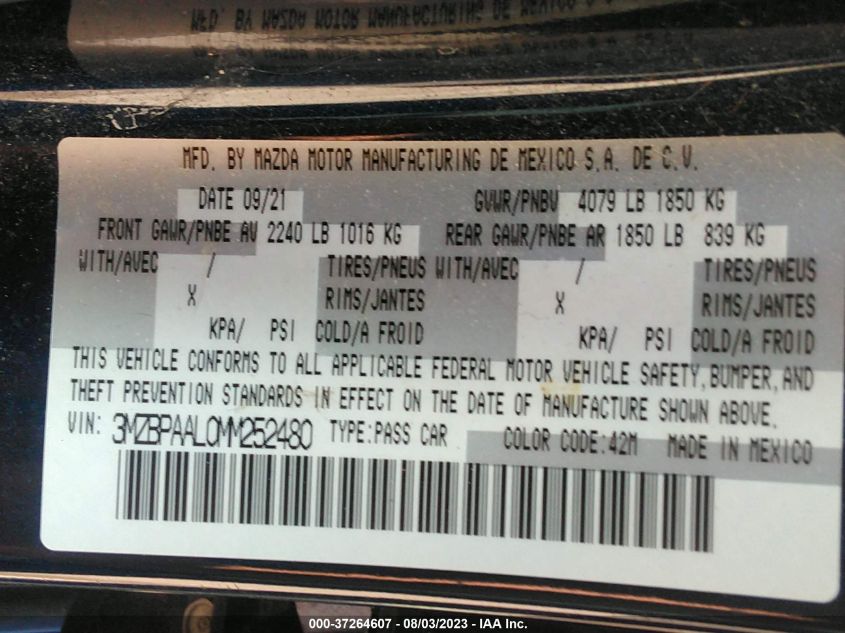 MFD. BY MAZDA MOTOR MANUFACTURING DE MEXICO S.A. DE C.V.
DATE 09/21 GVWR/PNBV 4079 LB 1850 KG
FRONT GAWR/PNBE AV 2240 LB 1016 KG REAR GAWR/PNBE AR 1850 LB 839 KG
WITH/AVEC / TIRES/PNEUS WITH/AVEC / TIRES/PNEUS
X RIMS/JANTES X RIMS/JANTES
KPA/ PSI COLD/A FROID KPA/ PSI COLD/A FROID
THIS VEHICLE CONFORMS TO ALL APPLICABLE FEDERAL MOTOR VEHICLE SAFETY, BUMPER, AND
THEFT PREVENTION STANDARDS IN EFFECT ON THE DATE OF MANUFACTURE SHOWN ABOVE.
VIN: 3MZBPAAL0MM252480 TYPE:PASS CAR COLOR CODE:42M MADE IN MEXICO
000-37264607 - 08/03/2023 - IAA Inc.